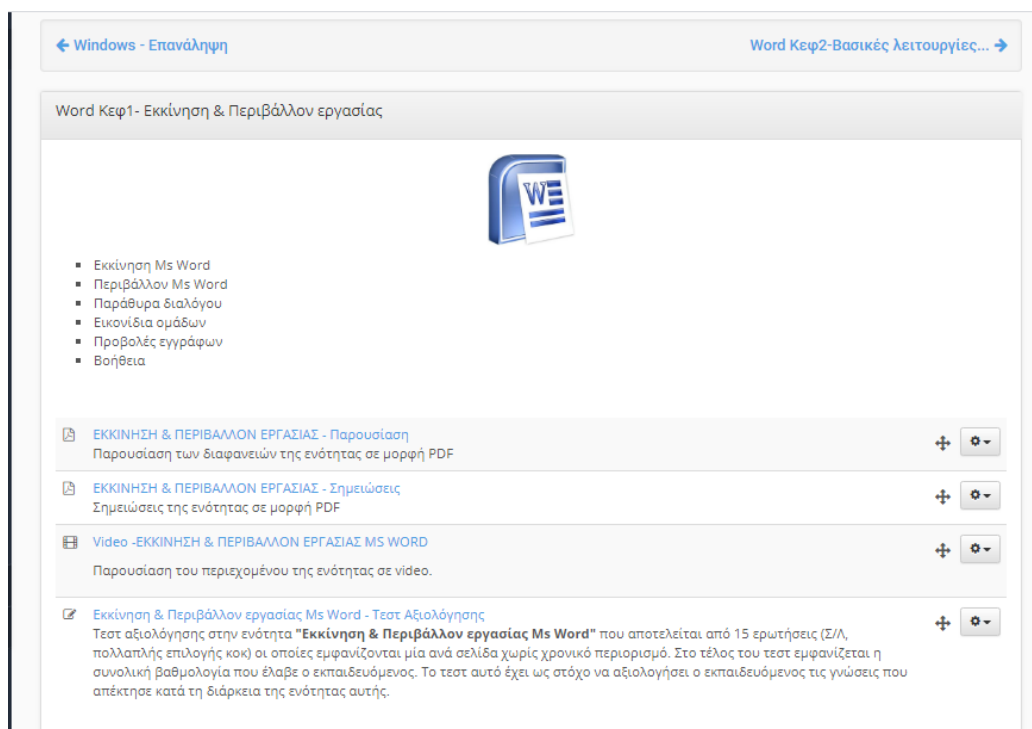 Windows - Επανάληψη
Word Κεφ2-Βασικές λειτουργίες...
Word Κεφ1- Εκκίνηση & Περιβάλλον εργασίας
W
Εκκίνηση Ms Word
Περιβάλλον Ms Word
Παράθυρα διαλόγου
Εικονίδια ομάδων
Προβολές εγγράφων
Βοήθεια
ΕΚΚΙΝΗΣΗ & ΠΕΡΙΒΑΛΛΟΝ ΕΡΓΑΣΙΑΣ - Παρουσίαση
Παρουσίαση των διαφανειών της ενότητας σε μορφή PDF
ΕΚΚΙΝΗΣΗ & ΠΕΡΙΒΑΛΛΟΝ ΕΡΓΑΣΙΑΣ - Σημειώσεις
Σημειώσεις της ενότητας σε μορφή PDF
Video -ΕΚΚΙΝΗΣΗ & ΠΕΡΙΒΑΛΛΟΝ ΕΡΓΑΣΙΑΣ MS WORD
Παρουσίαση του περιεχομένου της ενότητας σε video.
Εκκίνηση & Περιβάλλον εργασίας Ms Word - Τεστ Αξιολόγησης
Τεστ αξιολόγησης στην ενότητα "Εκκίνηση & Περιβάλλον εργασίας Ms Word" που αποτελείται από 15 ερωτήσεις (Σ/Λ,
πολλαπλής επιλογής κοκ) οι οποίες εμφανίζονται μία ανά σελίδα χωρίς χρονικό περιορισμό. Στο τέλος του τεστ εμφανίζεται η
συνολική βαθμολογία που έλαβε ο εκπαιδευόμενος. Το τεστ αυτό έχει ως στόχο να αξιολογήσει ο εκπαιδευόμενος τις γνώσεις που
απέκτησε κατά τη διάρκεια της ενότητας αυτής.